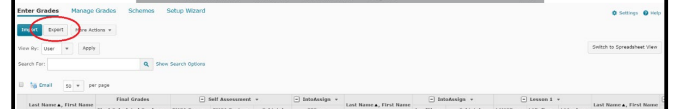 Enter Grades Manage Grades Schemes Setup Wizard
Settings Help
Import Export More Actions
View By: User Apply
Switch to Spreadsheet View
Search For: Show Search Options
Email 50 per page
Final Grades Self Assessment IntoAssign IntoAssign Lesson 1
Last Name, First Name Last Name, First Name Last Name, First Name